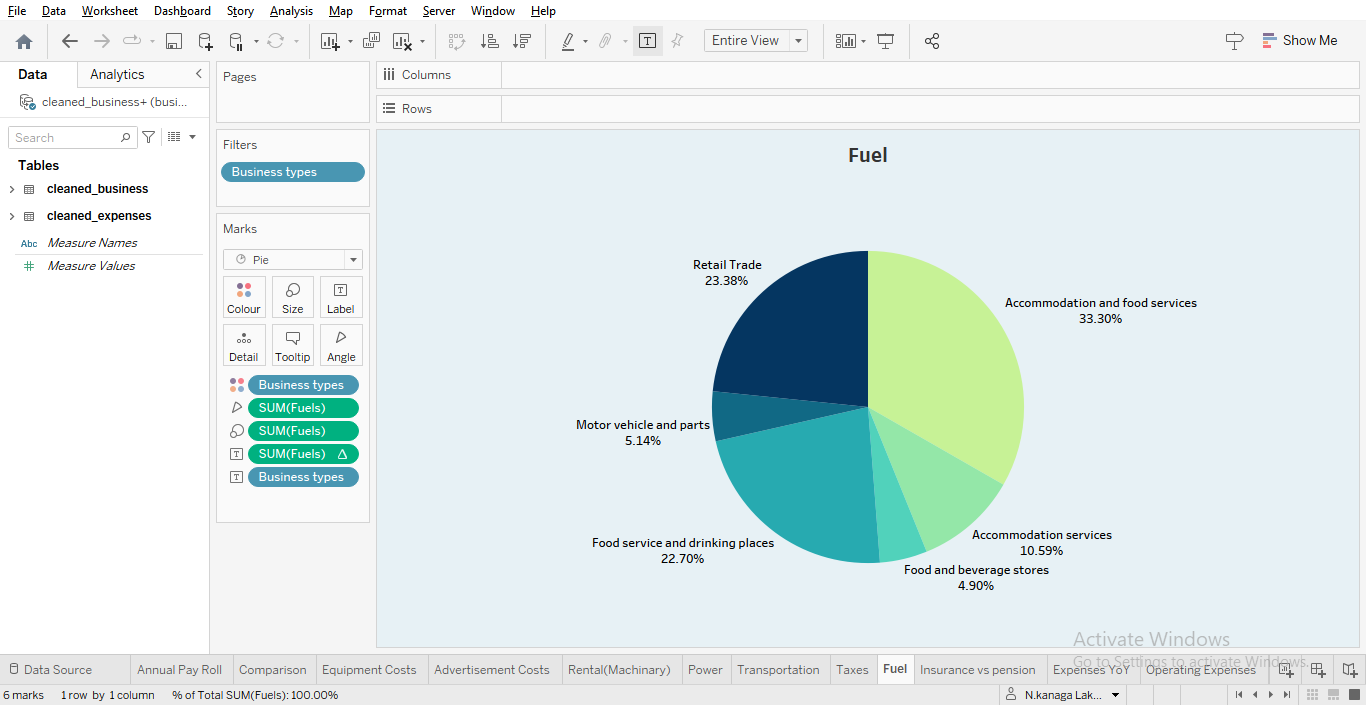 File Data Worksheet Dashboard Story Analysis Map Format Server Window Help
Entire View
Show Me
Data Analytics
cleaned_business+ (busi...
Search
Tables
cleaned_business
cleaned_expenses
Abc Measure Names
# Measure Values
Pages
Filters
Business types
Marks
Pie
Colour Size Label
Detail Tooltip Angle
Business types
SUM(Fuels)
SUM(Fuels)
SUM(Fuels) Δ
Business types
Columns
Rows
Fuel
Retail Trade
23.38%
Accommodation and food services
33.30%
Motor vehicle and parts
5.14%
Food service and drinking places
22.70%
Accommodation services
10.59%
Food and beverage stores
4.90%
Activate Windows
Go to Settings to activate Windows.
Data Source Annual Pay Roll Comparison Equipment Costs Advertisement Costs Rental(Machinary) Power Transportation Taxes Fuel Insurance vs pension Expenses YoY Operating Expenses
6 marks 1 row by 1 column % of Total SUM(Fuels): 100.00% N.kanaga Lak...